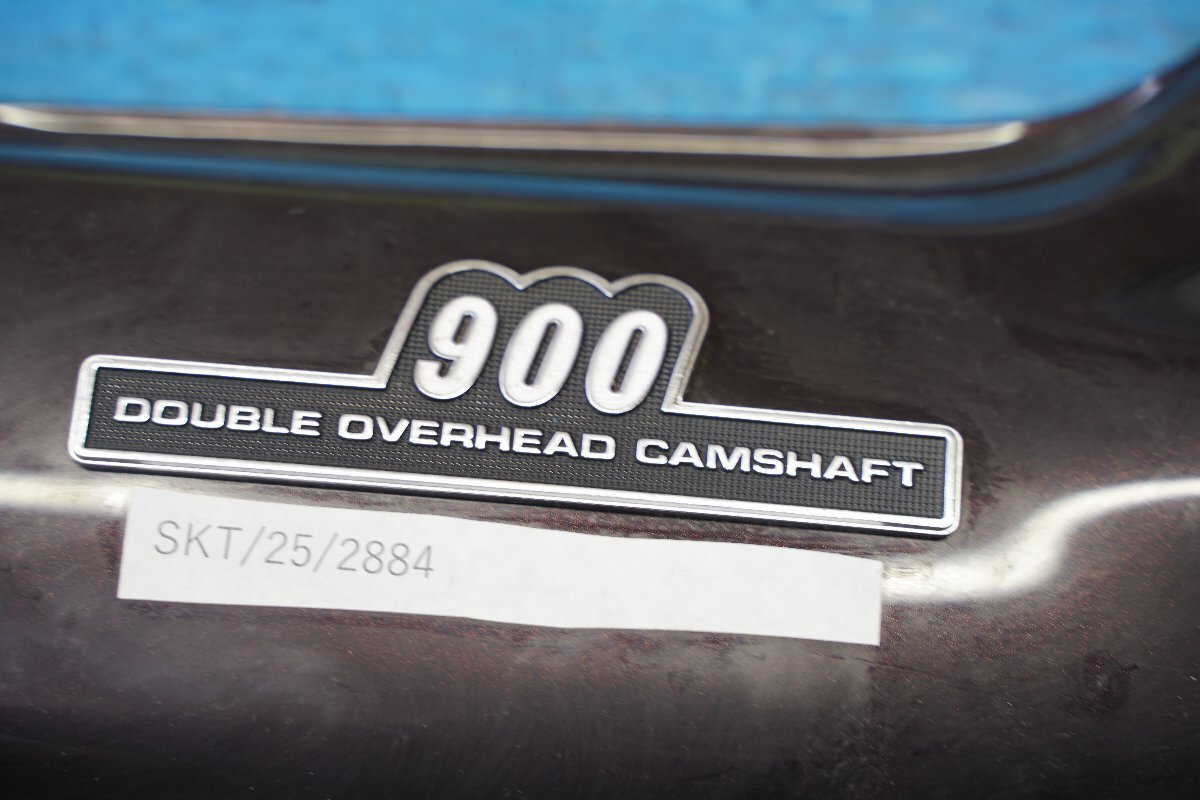 900
DOUBLE OVERHEAD CAMSHAFT
SKT/25/2884